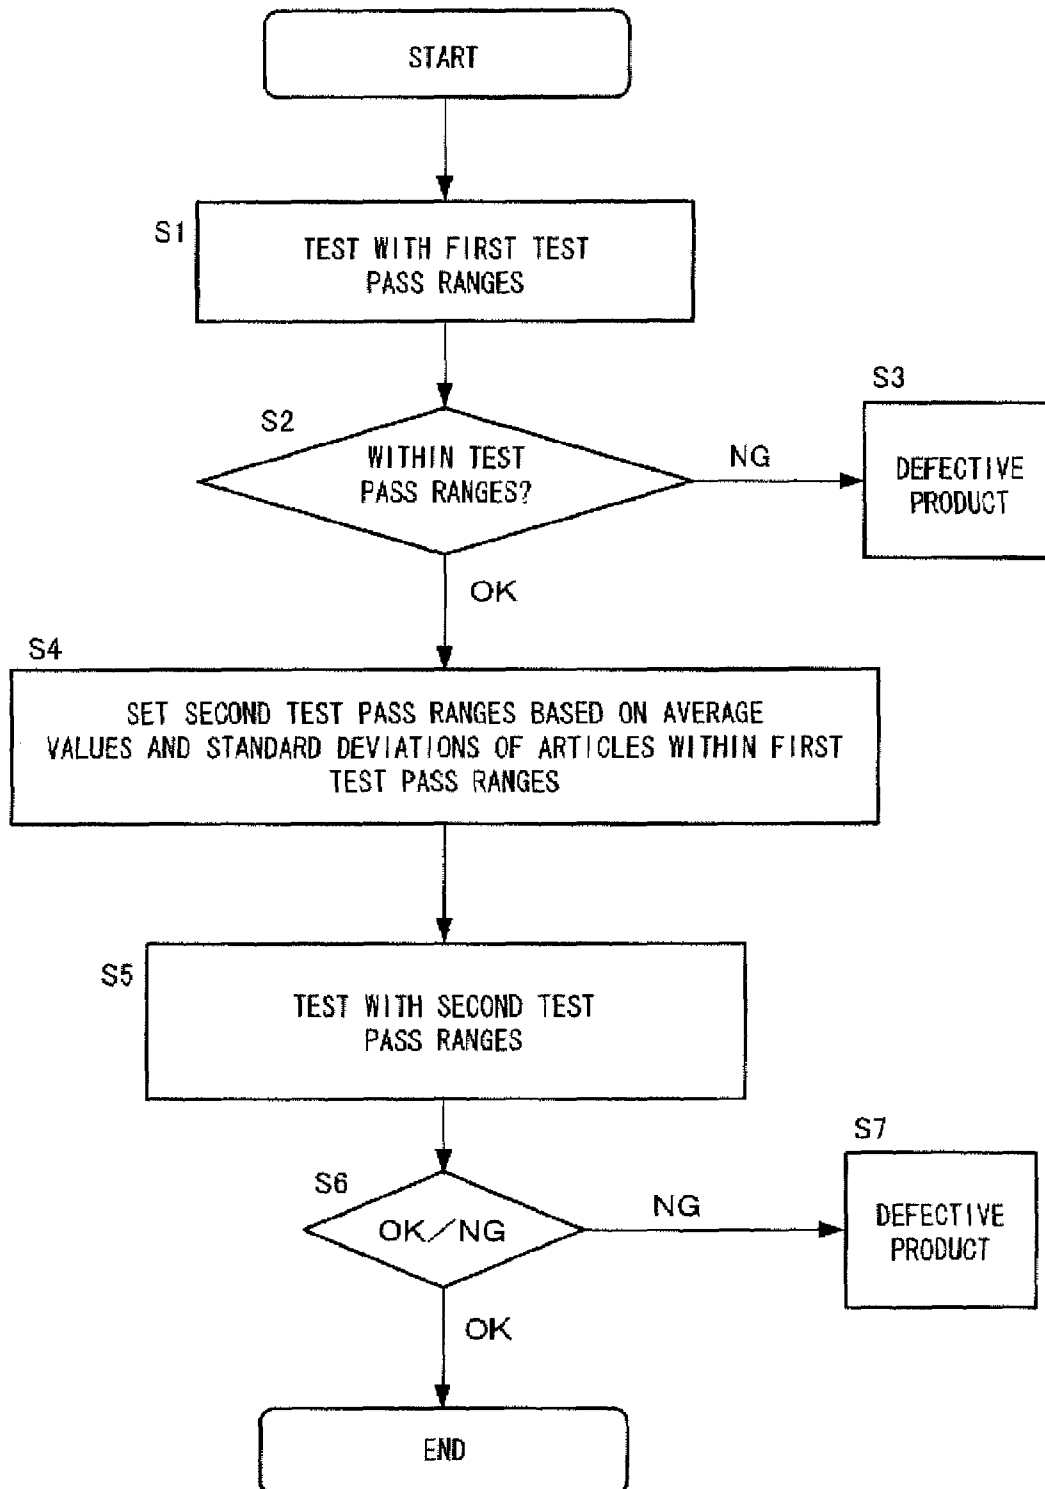 START
S1
TEST WITH FIRST TEST
PASS RANGES
S2
WITHIN TEST
PASS RANGES?
NG
S3
DEFECTIVE
PRODUCT
OK
S4
SET SECOND TEST PASS RANGES BASED ON AVERAGE
VALUES AND STANDARD DEVIATIONS OF ARTICLES WITHIN FIRST
TEST PASS RANGES
S5
TEST WITH SECOND TEST
PASS RANGES
S6
OK/NG
NG
S7
DEFECTIVE
PRODUCT
OK
END